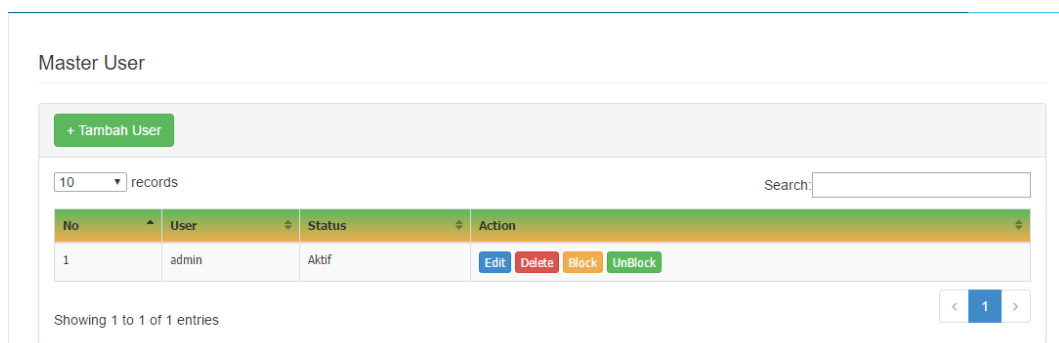 Master User
+ Tambah User
10 records
Search:
No User Status Action
1 admin Aktif Edit Delete Block UnBlock
Showing 1 to 1 of 1 entries
< 1 >